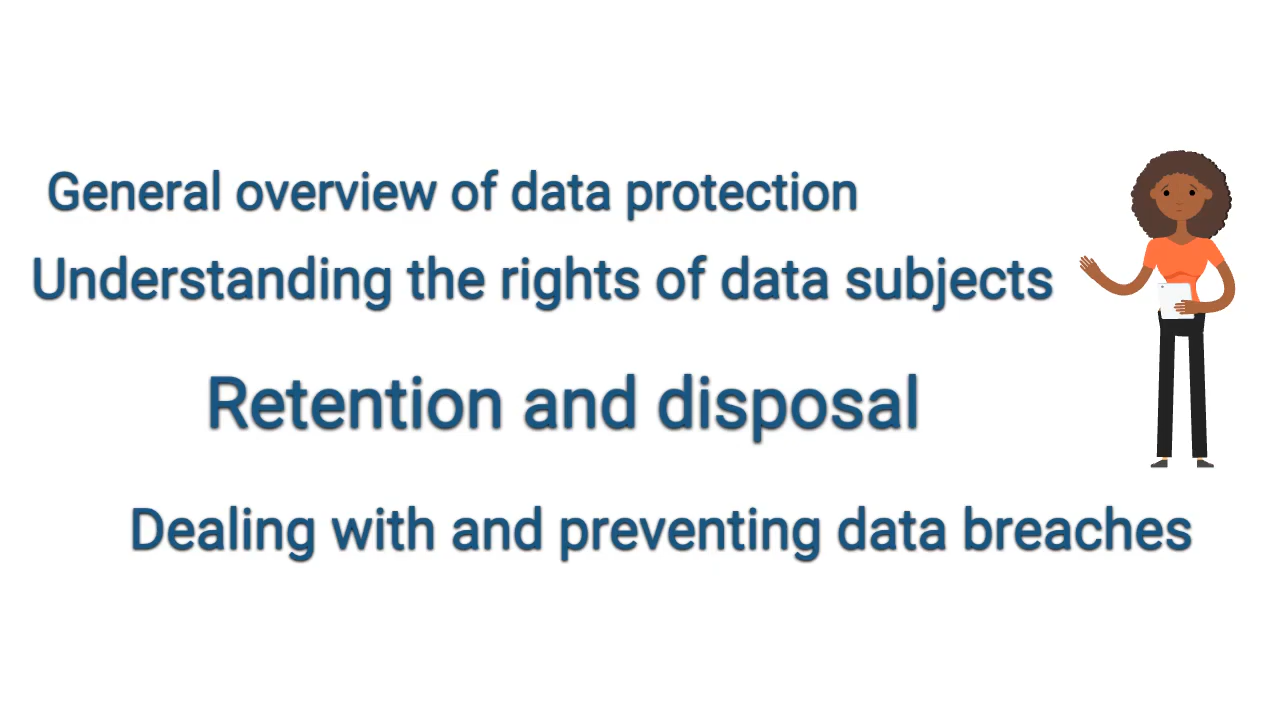 General overview of data protection
Understanding the rights of data subjects
Retention and disposal
Dealing with and preventing data breaches